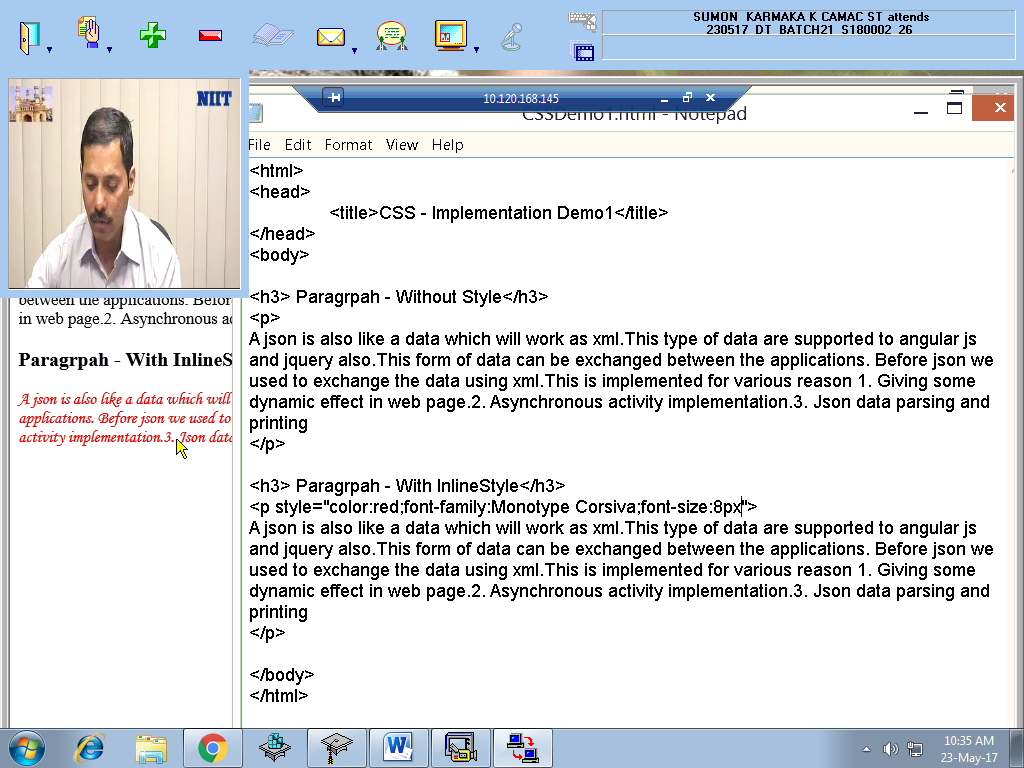 SUMON KARMAKA K CAMAC ST attends
230517 DT BATCH21 S180002 26
NIIT
10.120.168.145
CSSDemo1.html - Notepad
File Edit Format View Help
<html>
<head>
<title>CSS - Implementation Demo1</title>
</head>
<body>
<h3> Paragrpah - Without Style</h3>
<p>
A json is also like a data which will work as xml.This type of data are supported to angular js
and jquery also.This form of data can be exchanged between the applications. Before json we
used to exchange the data using xml.This is implemented for various reason 1. Giving some
dynamic effect in web page.2. Asynchronous activity implementation.3. Json data parsing and
printing
</p>
<h3> Paragrpah - With InlineStyle</h3>
<p style="color:red;font-family:Monotype Corsiva;font-size:8px">
A json is also like a data which will work as xml.This type of data are supported to angular js
and jquery also.This form of data can be exchanged between the applications. Before json we
used to exchange the data using xml.This is implemented for various reason 1. Giving some
dynamic effect in web page.2. Asynchronous activity implementation.3. Json data parsing and
printing
</p>
</body>
</html>
between the applications. Befor
in web page.2. Asynchronous a
Paragrpah - With InlineS
A json is also like a data which will
applications. Before json we used to
activity implementation.3. Json data
10:35 AM
23-May-17